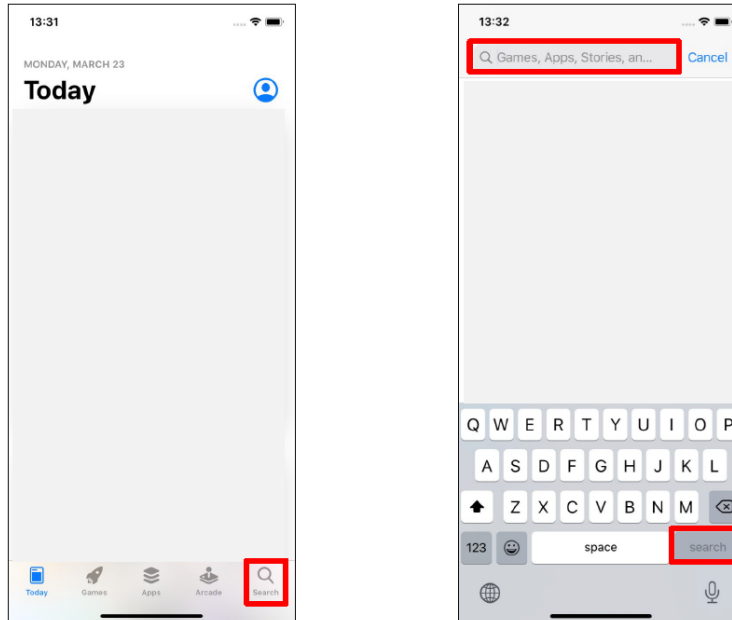 13:31
MONDAY, MARCH 23
Today
Today Games Apps Arcade Search
13:32
Games, Apps, Stories, an... Cancel
Q W E R T Y U I O P
A S D F G H J K L
Z X C V B N M
123 space search